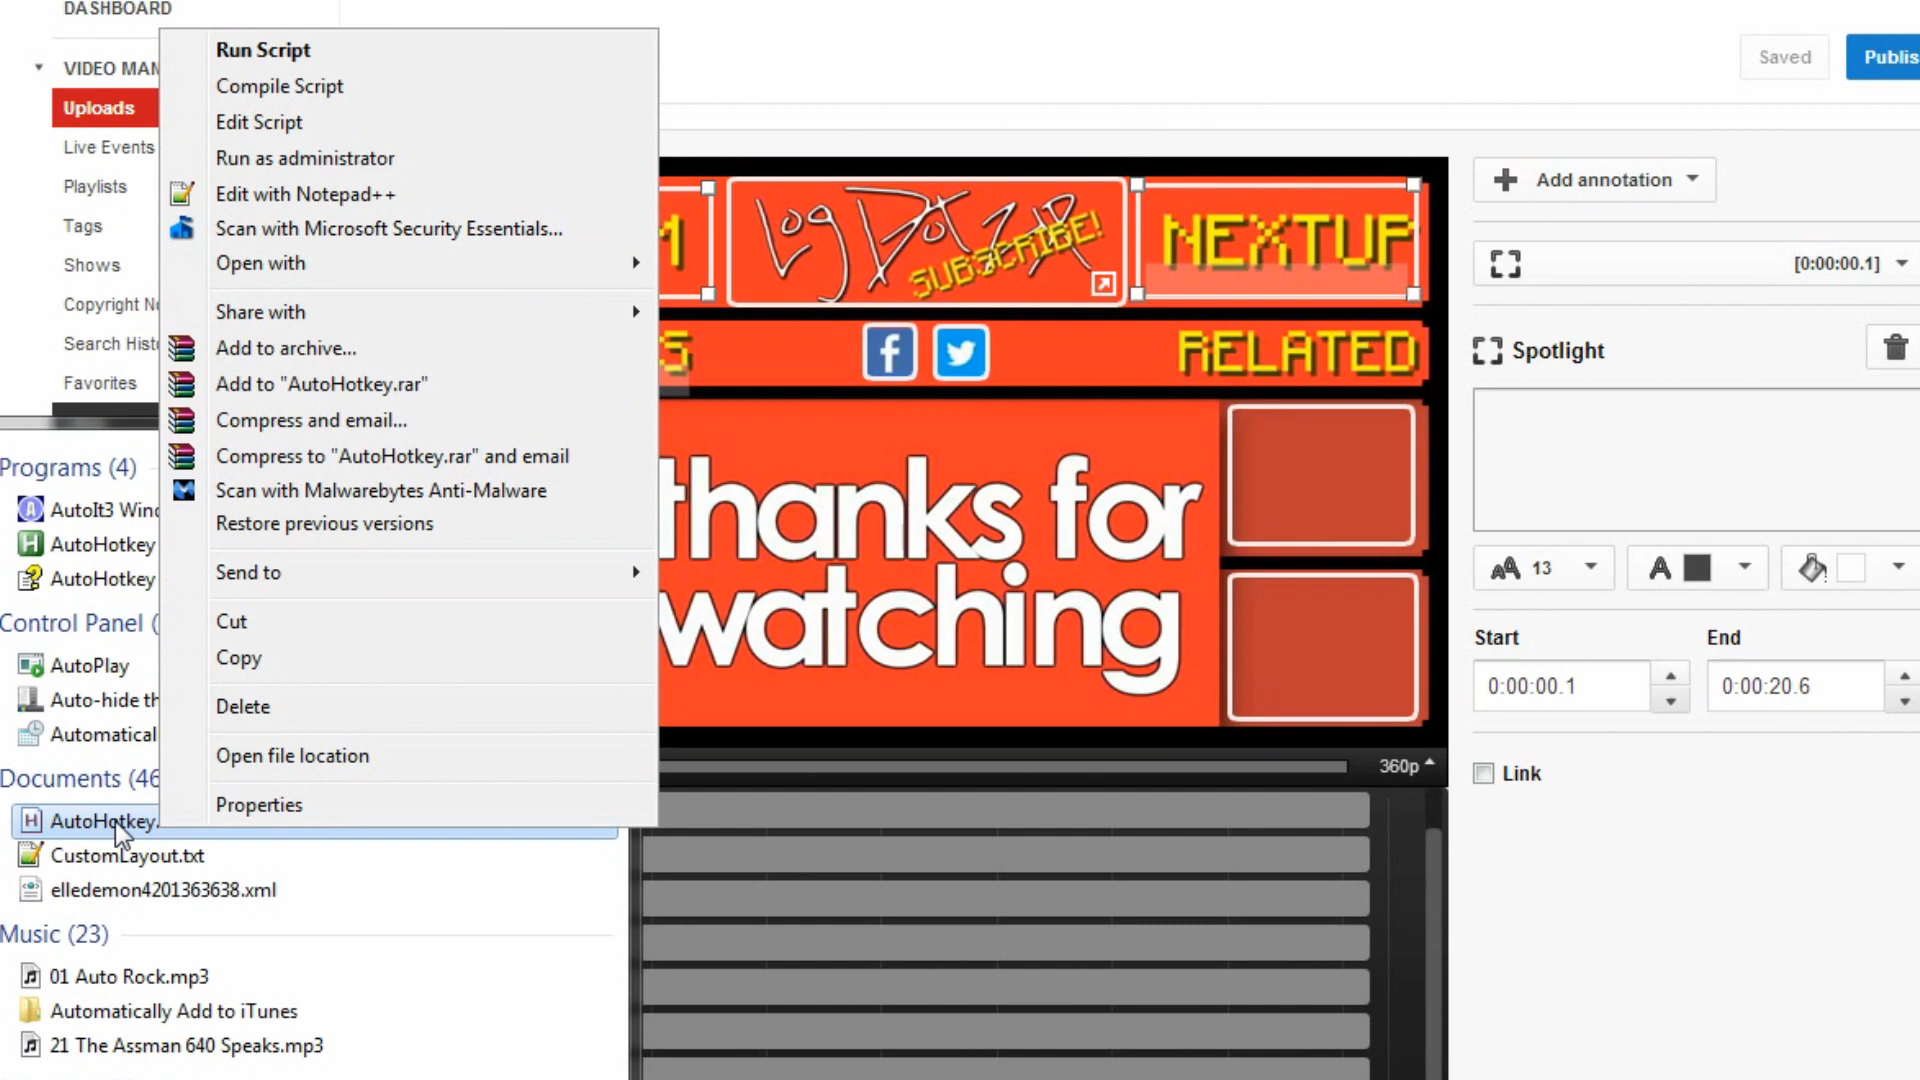 DASHBOARD
VIDEO MAN
Uploads
Live Events
Playlists
Tags
Shows
Copyright No
Search Histo
Favorites
Programs (4)
AutoIt3 Wind
AutoHotkey
AutoHotkey
Control Panel (
AutoPlay
Auto-hide th
Automatical
Documents (46
AutoHotkey.
CustomLayout.txt
elledemon4201363638.xml
Music (23)
01 Auto Rock.mp3
Automatically Add to iTunes
21 The Assman 640 Speaks.mp3
Run Script
Compile Script
Edit Script
Run as administrator
Edit with Notepad++
Scan with Microsoft Security Essentials...
Open with
Share with
Add to archive...
Add to "AutoHotkey.rar"
Compress and email...
Compress to "AutoHotkey.rar" and email
Scan with Malwarebytes Anti-Malware
Restore previous versions
Send to
Cut
Copy
Delete
Open file location
Properties
LogDotzip
SUBSCRIBE!
NEXTUP
S
RELATED
thanks for
watching
360p
Saved
Publis
Add annotation
[0:00:00.1]
Spotlight
13
Start End
0:00:00.1 0:00:20.6
Link